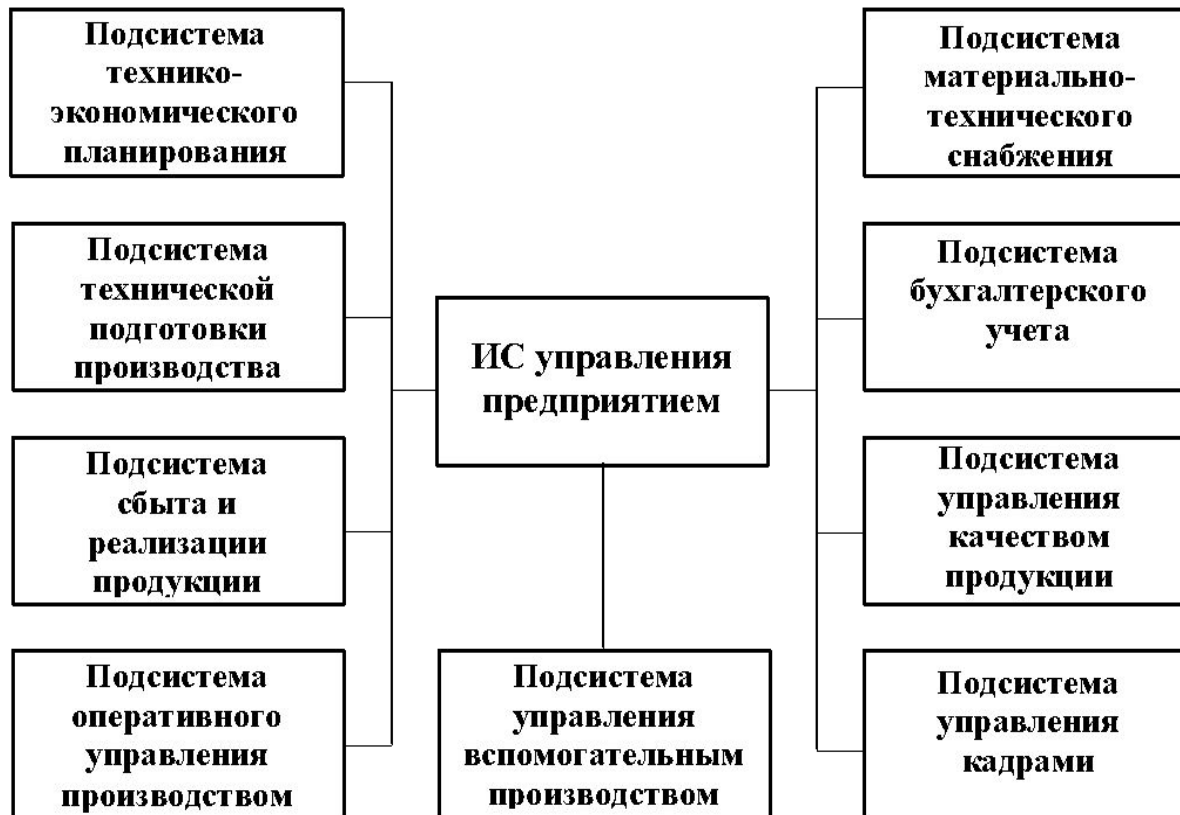 Подсистема
технико-
экономического
планирования
Подсистема
технической
подготовки
производства
Подсистема
сбыта и
реализации
продукции
Подсистема
оперативного
управления
производством
ИС управления
предприятием
Подсистема
управления
вспомогательным
производством
Подсистема
материально-
технического
снабжения
Подсистема
бухгалтерского
учета
Подсистема
управления
качеством
продукции
Подсистема
управления
кадрами